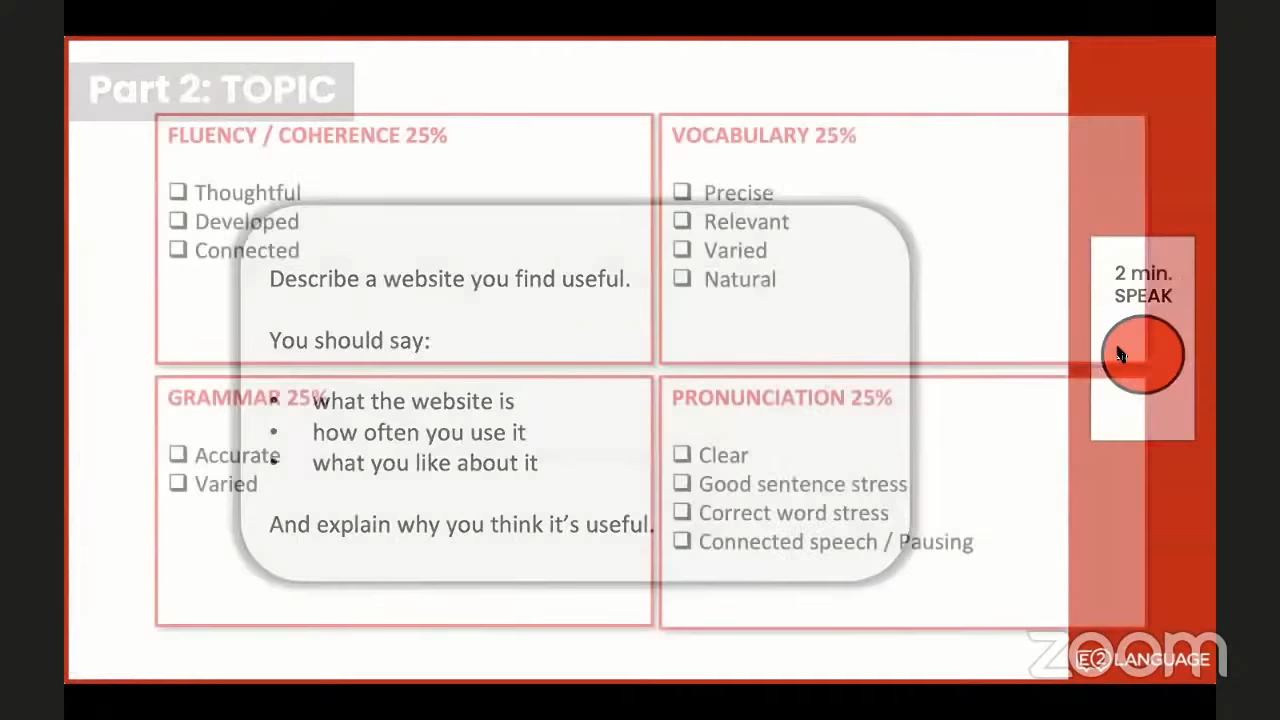 Part 2: TOPIC
FLUENCY / COHERENCE 25%
❑ Thoughtful
❑ Developed
❑ Connected
VOCABULARY 25%
❑ Precise
❑ Relevant
❑ Varied
❑ Natural
Describe a website you find useful.
You should say:
• what the website is
• how often you use it
• what you like about it
And explain why you think it's useful.
GRAMMAR 25%
❑ Accurate
❑ Varied
PRONUNCIATION 25%
❑ Clear
❑ Good sentence stress
❑ Correct word stress
❑ Connected speech / Pausing
2 min.
SPEAK
zoom
E2 LANGUAGE